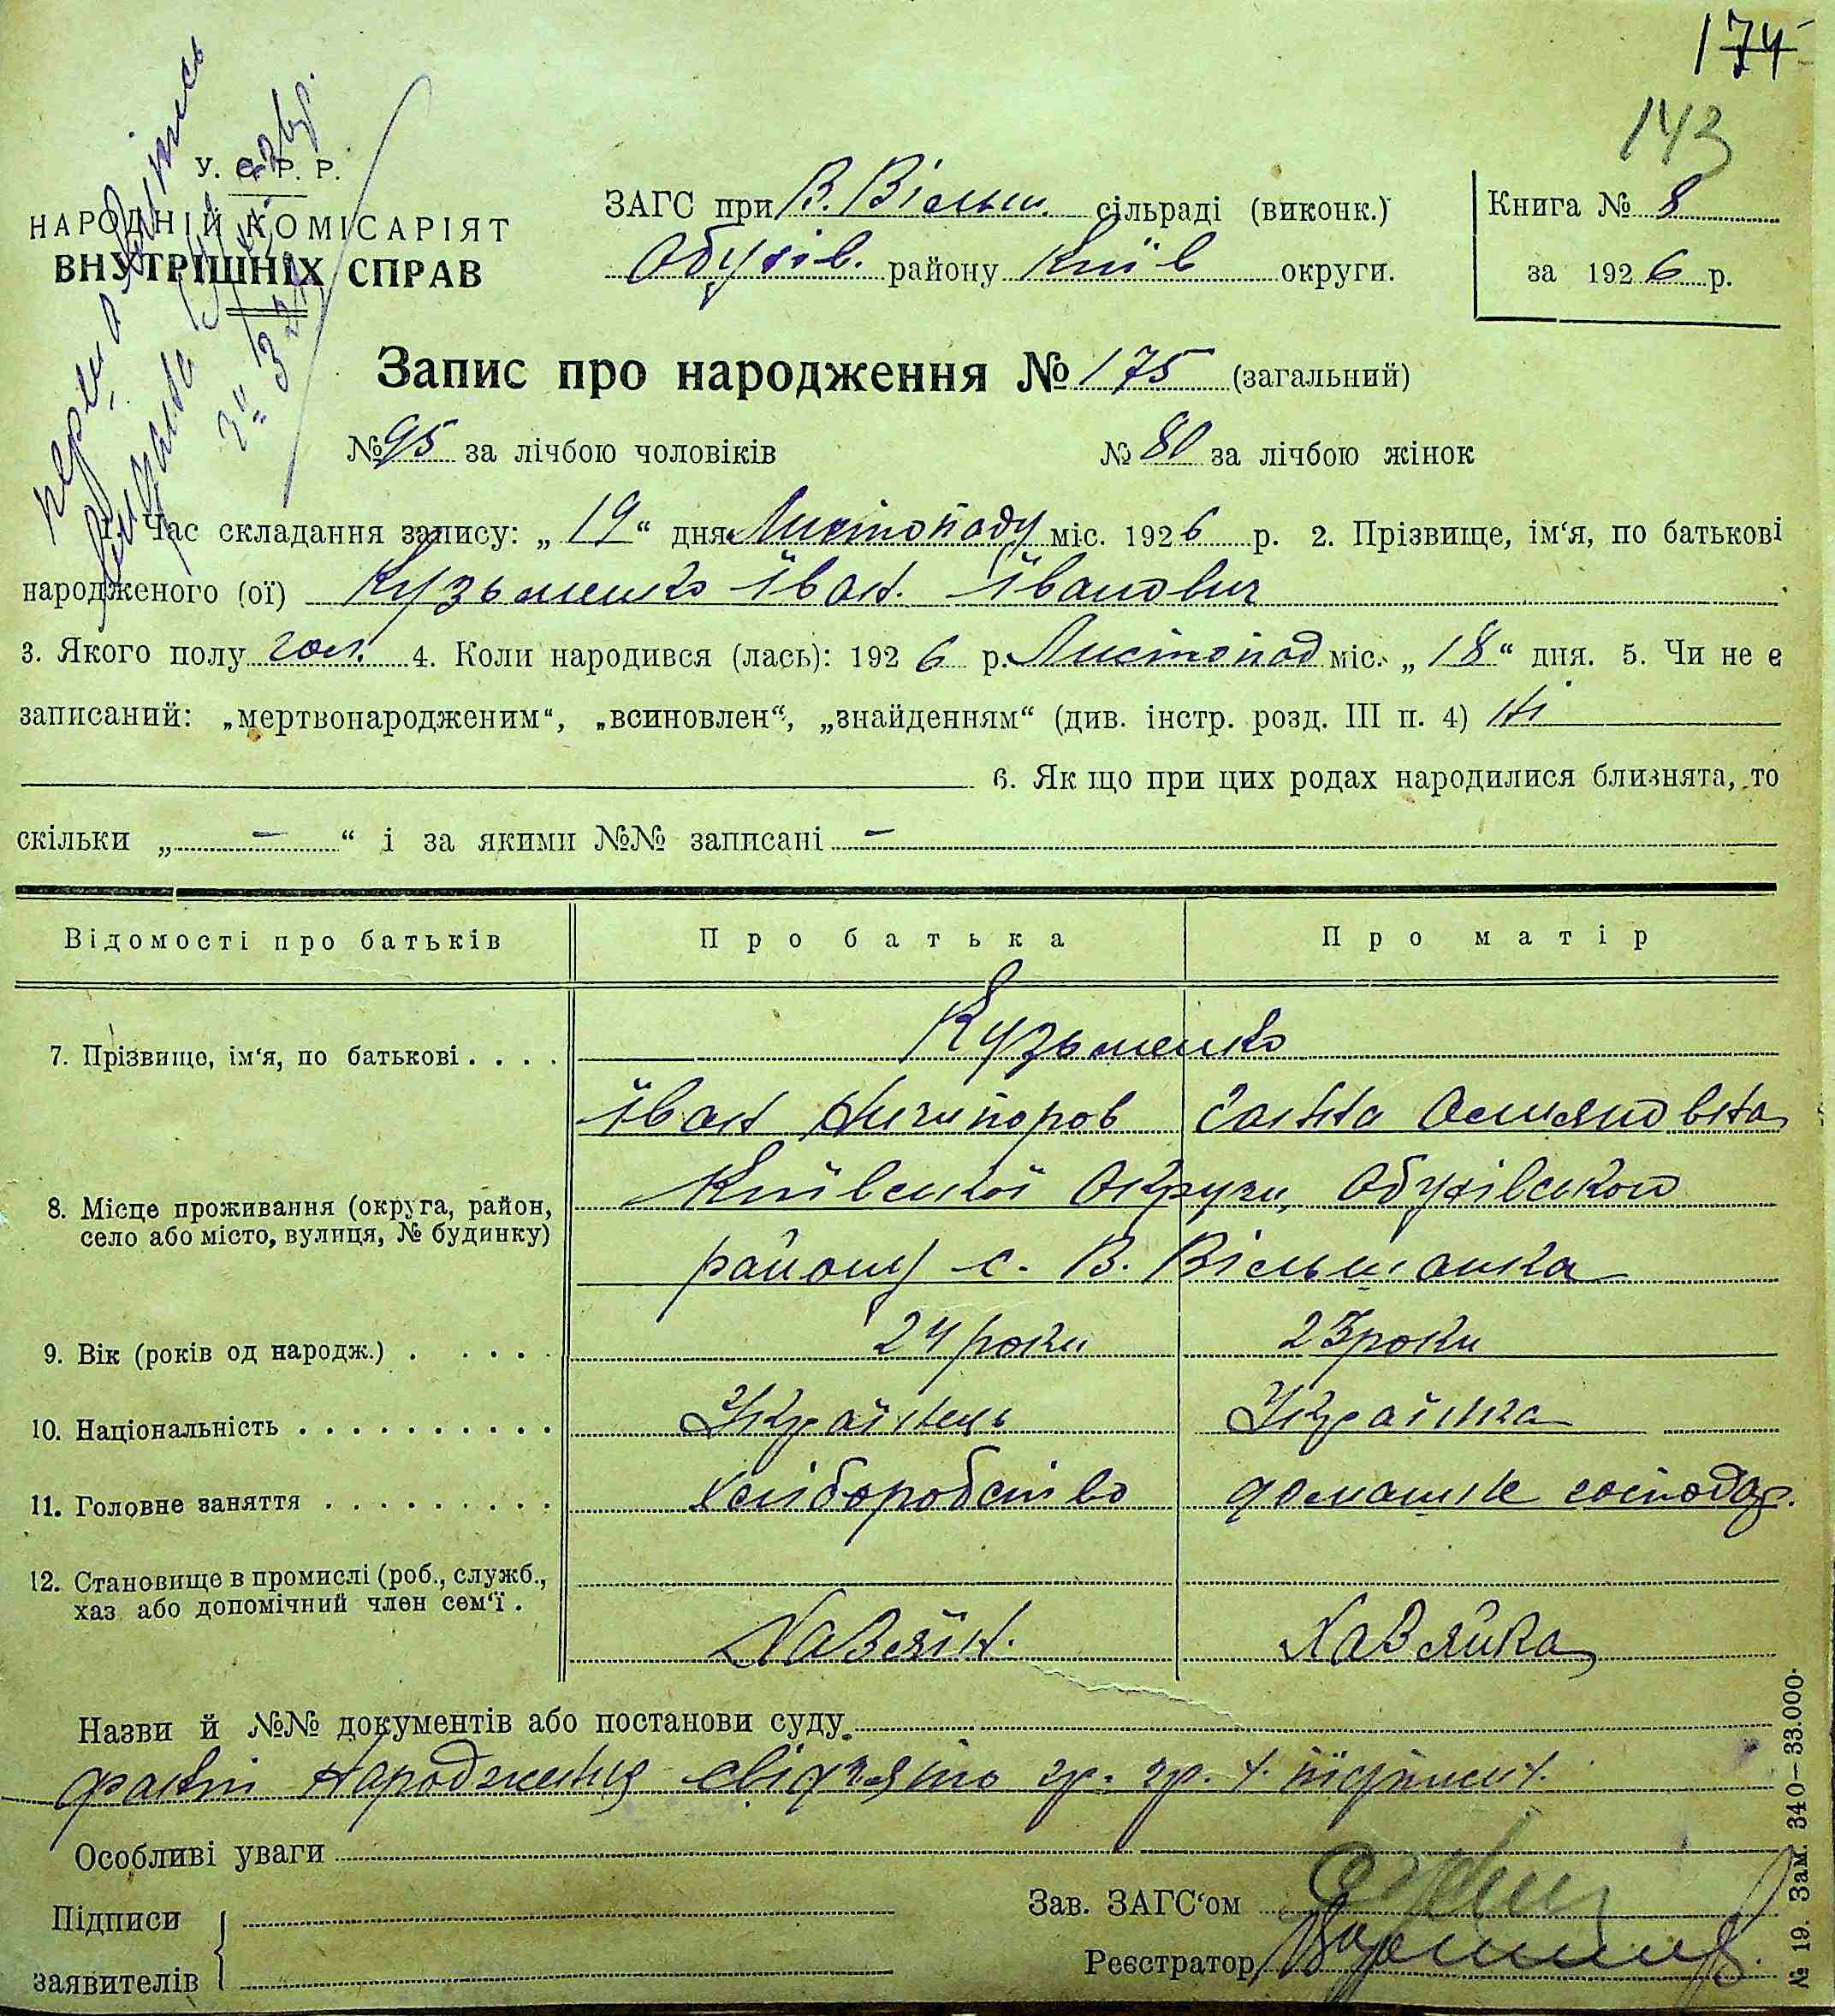 174
143
У. С. Р. Р.
НАРОДНІЙ КОМІСАРІЯТ
ВНУТРІШНІХ СПРАВ
ЗАГС при В. Вільш. сільраді (виконк.)
Обухів. району Київ округи.
Книга № 8
за 1926 р.
Запис про народження № 175 (загальний)
№ 95 за лічбою чоловіків № 80 за лічбою жінок
1. Час складання запису: „19“ дня Листопаду міс. 1926 р. 2. Прізвище, ім‘я, по батькові
народженого (ої) Кузьменко Іван. Іванович
3. Якого полу чол. 4. Коли народився (лась): 1926 р. Листопад міс. „18“ дня. 5. Чи не є
записаний: „мертвонародженим“, „всиновлен“, „знайденням“ (див. інстр. розд. III п. 4) Ні
6. Як що при цих родах народилися близнята, то
скільки „ – “ і за якими №№ записані –
Відомості про батьків Про батька Про матір
7. Прізвище, ім‘я, по батькові . . . . Кузьменко
Іван Ничипоров Ганна
8. Місце проживання (округа, район, Київської Округи, Обухівського
село або місто, вулиця, № будинку)
району с. В. Вільшанка
9. Вік (років од народж.) . . . . . 24 роки 23 роки
10. Національність . . . . . . . . . . Українець Українка
11. Головне заняття . . . . . . . . . хліборобство домашнє господар.
12. Становище в промислі (роб., служб.,
хаз. або допомічний член сем‘ї .
Хазяїн. Хазяйка
Назви й №№ документів або постанови суду.
факт народження свідчать гр. гр.
Особливі уваги
Підписи
заявителів
Зав. ЗАГС‘ом
Реєстратор
№ 19. Зам. 340–33.000.